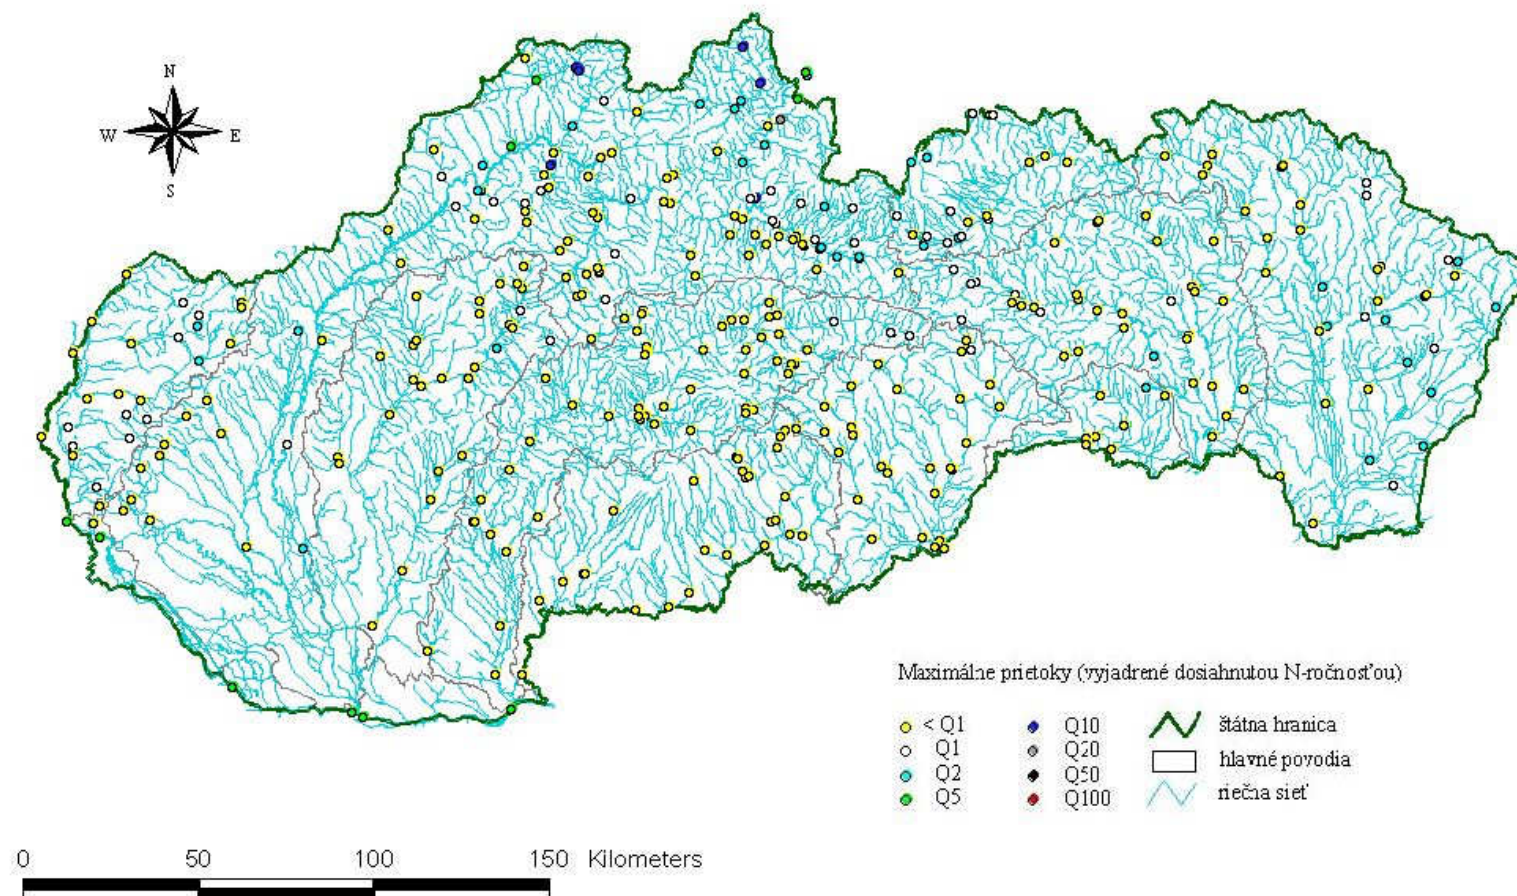 N
W E
S
Maximálne prietoky (vyjadrené dosiahnutou N-ročnosťou)
< Q1
Q1
Q2
Q5
Q10
Q20
Q50
Q100
štátna hranica
hlavné povodia
riečna sieť
0 50 100 150 Kilometers